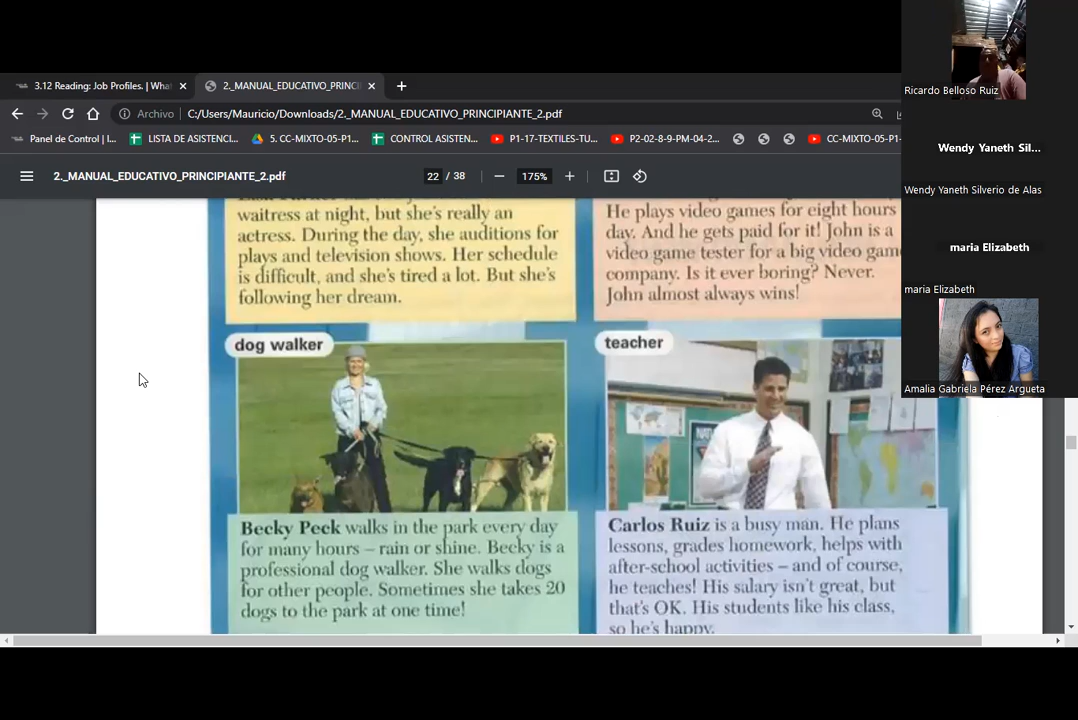 3.12 Reading: Job Profiles. | Wha
2._MANUAL_EDUCATIVO_PRINCI
Archivo
C:/Users/Mauricio/Downloads/2._MANUAL_EDUCATIVO_PRINCIPIANTE_2.pdf
Panel de Control | I...
LISTA DE ASISTENCI...
5. CC-MIXTO-05-P1...
CONTROL ASISTEN...
P1-17-TEXTILES-TU...
P2-02-8-9-PM-04-2...
CC-MIXTO-05-P1
2._MANUAL_EDUCATIVO_PRINCIPIANTE_2.pdf
22 / 38
175%
waitress at night, but she's really an
actress. During the day, she auditions for
plays and television shows. Her schedule
is difficult, and she's tired a lot. But she's
following her dream.
He plays video games for eight hours
day. And he gets paid for it! John is a
video game tester for a big video gam
company. Is it ever boring? Never.
John almost always wins!
dog walker
Becky Peck walks in the park every day
for many hours – rain or shine. Becky is a
professional dog walker. She walks dogs
for other people. Sometimes she takes 20
dogs to the park at one time!
teacher
Carlos Ruiz is a busy man. He plans
lessons, grades homework, helps with
after-school activities – and of course,
he teaches! His salary isn't great, but
that's OK. His students like his class,
so he's happy.
Ricardo Belloso Ruiz
Wendy Yaneth Sil...
Wendy Yaneth Silverio de Alas
maria Elizabeth
maria Elizabeth
Amalia Gabriela Pérez Argueta